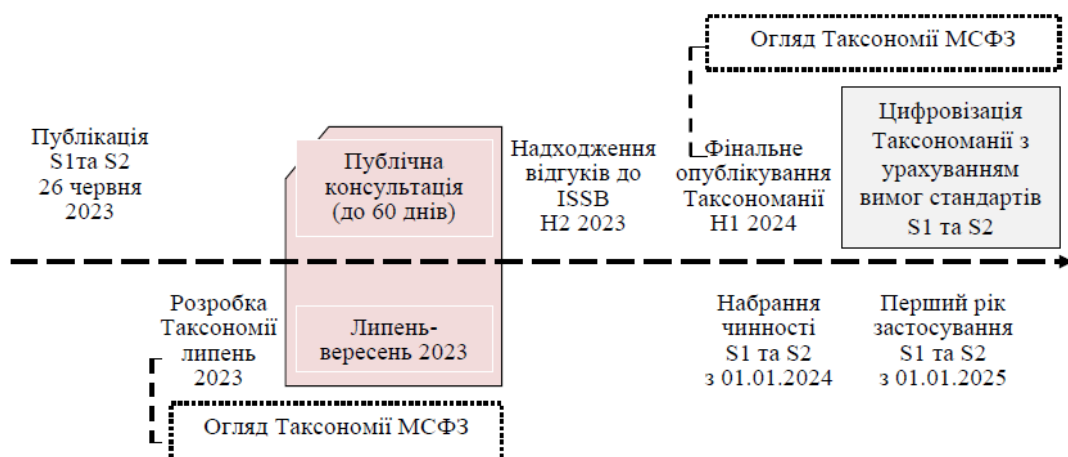 Огляд Таксономії МСФЗ
Публікація
S1та S2
26 червня
2023
Публічна
консультація
(до 60 днів)
Надходження
відгуків до
ISSB
H2 2023
Фінальне
опублікування
Таксономанії
H1 2024
Цифровізація
Таксономанії з
урахуванням
вимог стандартів
S1 та S2
Розробка
Таксономії
липень
2023
Липень-
вересень 2023
Набрання
чинності
S1 та S2
з 01.01.2024
Перший рік
застосування
S1 та S2
з 01.01.2025
Огляд Таксономії МСФЗ